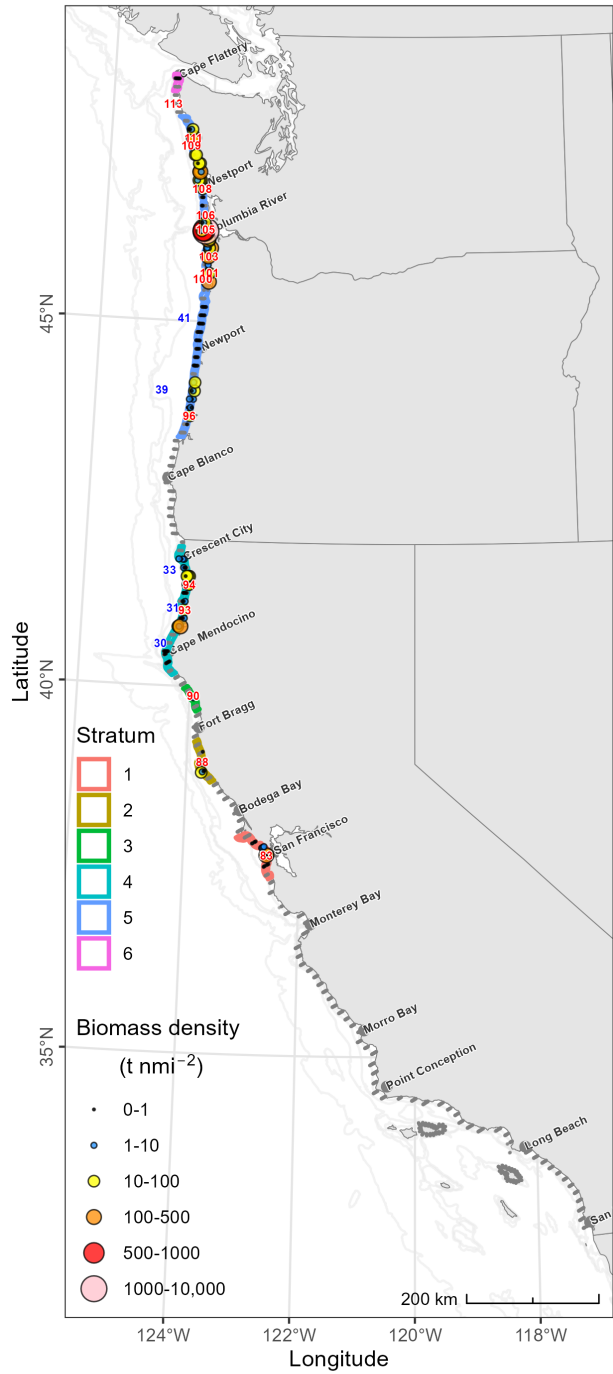 Cape Flattery
113
111
109
Westport
108
Columbia River
106
105
103
101
100
45°N
41
Newport
39
96
Cape Blanco
Crescent City
33
94
31
93
Cape Mendocino
30
Latitude
40°N
90
Fort Bragg
Stratum
88
1
Bodega Bay
2
San Francisco
83
3
4
Monterey Bay
5
6
Morro Bay
Biomass density
35°N
(t nmi−2)
Point Conception
0-1
1-10
Long Beach
10-100
100-500
San
500-1000
1000-10,000
200 km
124°W 122°W 120°W 118°W
Longitude